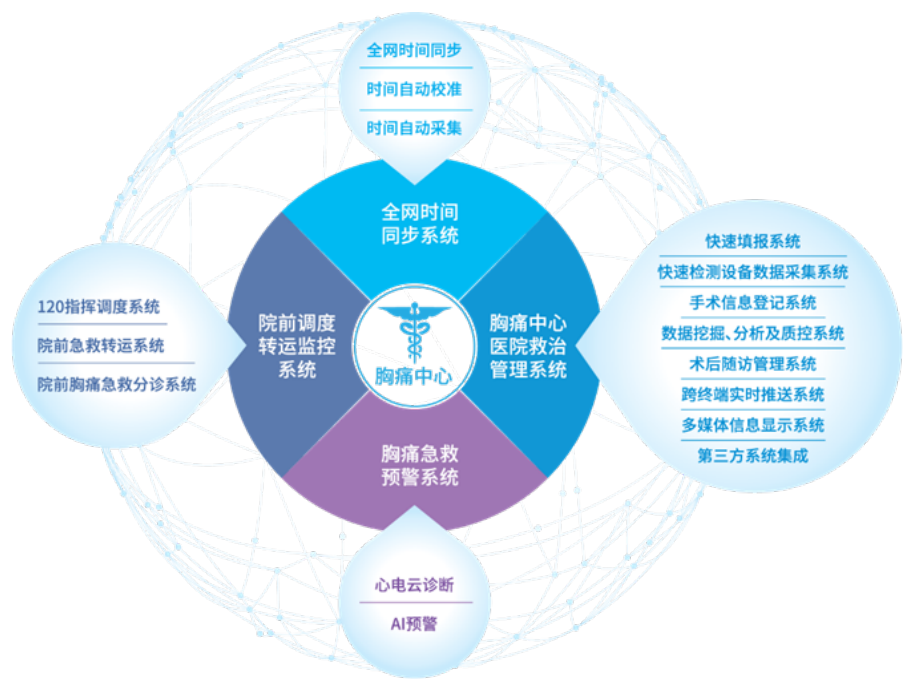 全网时间同步
时间自动校准
时间自动采集
全网时间
同步系统
120指挥调度系统
院前急救转运系统
院前胸痛急救分诊系统
院前调度
转运监控
系统
胸痛中心
胸痛中心
医院救治
管理系统
快速填报系统
快速检测设备数据采集系统
手术信息登记系统
数据挖掘、分析及质控系统
术后随访管理系统
跨终端实时推送系统
多媒体信息显示系统
第三方系统集成
胸痛急救
预警系统
心电云诊断
AI预警